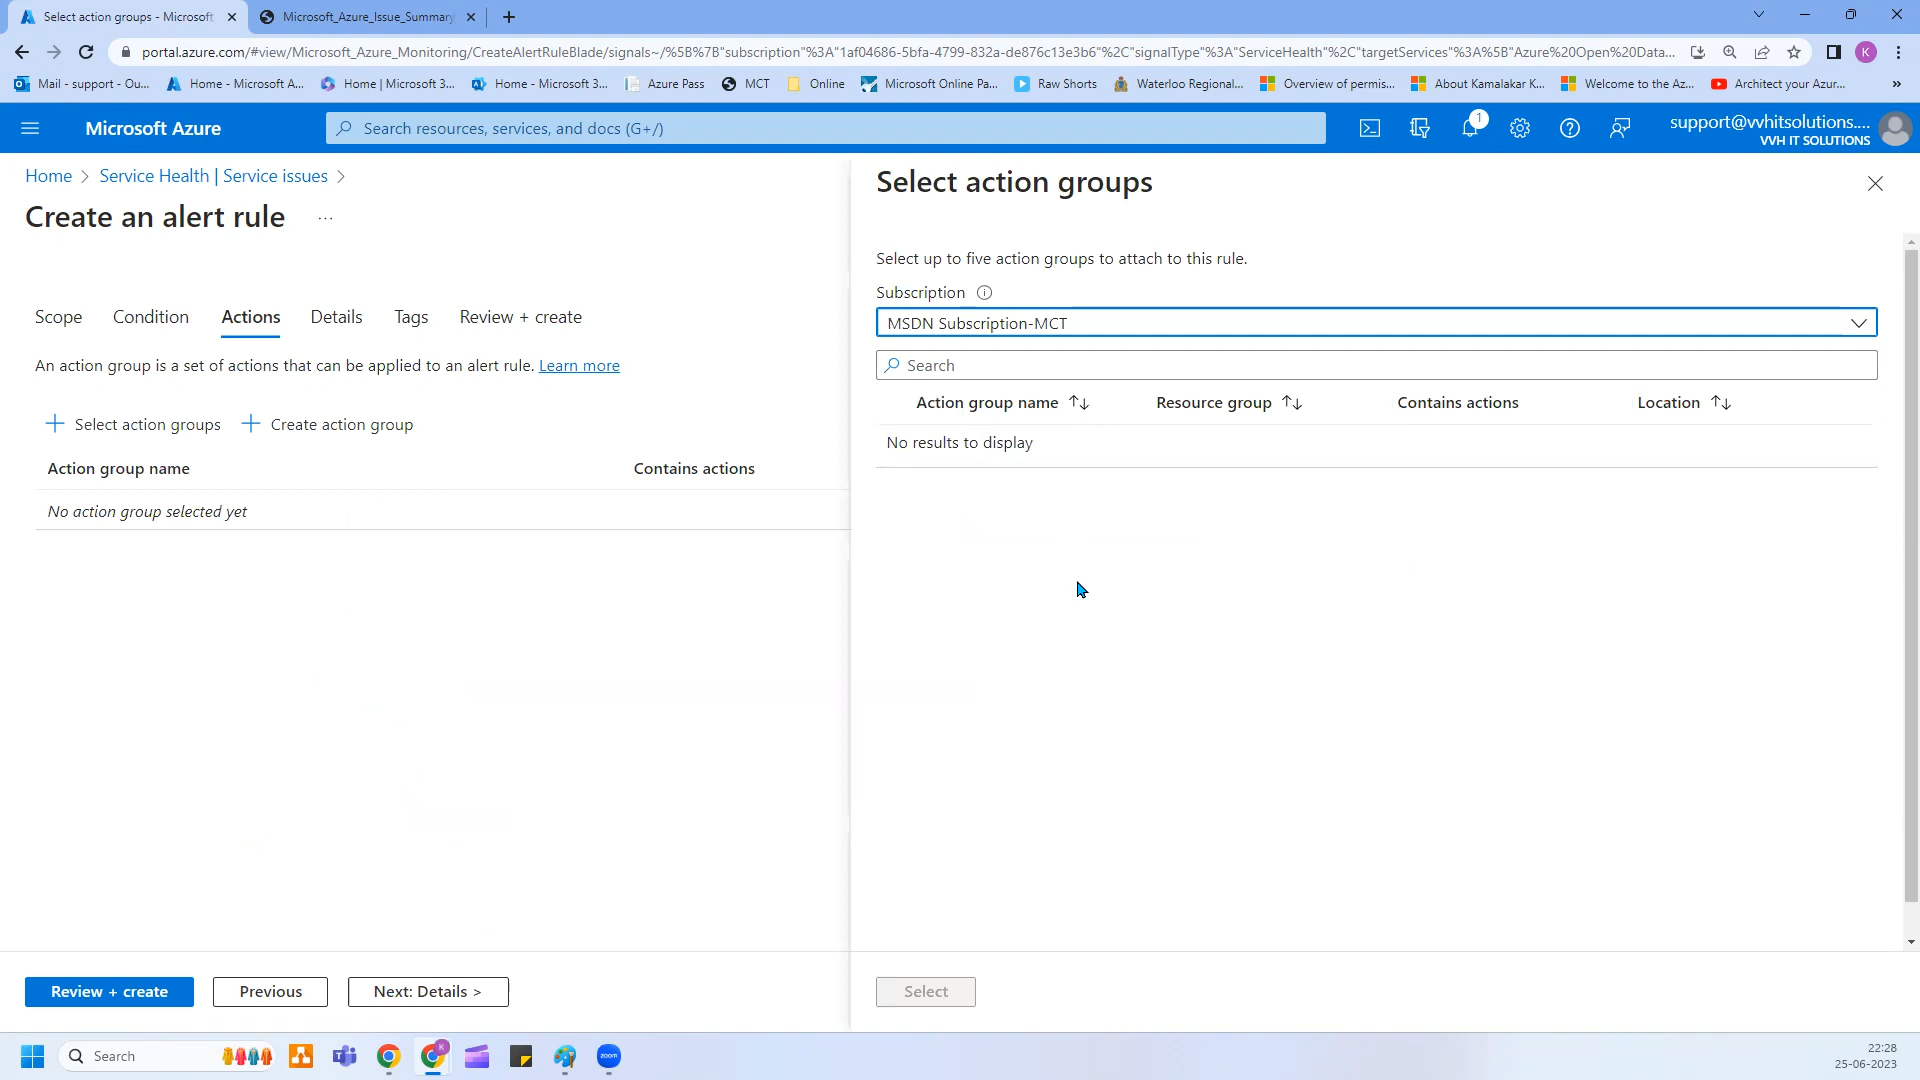 Select action groups - Microsoft
Microsoft_Azure_Issue_Summary
portal.azure.com/#view/Microsoft_Azure_Monitoring/CreateAlertRuleBlade/signals~/%5B%7B"subscription"%3A"1af04686-5bfa-4799-832a-de876c13e3b6"%2C"signalType"%3A"ServiceHealth"%2C"targetServices"%3A%5B"Azure%20Open%20Data...
K
Mail - support - Ou...
Home - Microsoft A...
Home | Microsoft 3...
Home - Microsoft 3...
Azure Pass
MCT
Online
Microsoft Online Pa...
Raw Shorts
Waterloo Regional...
Overview of permis...
About Kamalakar K...
Welcome to the Az...
Architect your Azur...
»
Microsoft Azure
Search resources, services, and docs (G+/)
1
support@vvhitsolutions....
VVH IT SOLUTIONS
Home > Service Health | Service issues >
Create an alert rule ...
Scope
Condition
Actions
Details
Tags
Review + create
An action group is a set of actions that can be applied to an alert rule. Learn more
+ Select action groups
+ Create action group
Action group name
Contains actions
No action group selected yet
Review + create
Previous
Next: Details >
Select action groups
Select up to five action groups to attach to this rule.
Subscription
MSDN Subscription-MCT
Search
Action group name
Resource group
Contains actions
Location
No results to display
Select
Search
K
zoom
22:28
25-06-2023